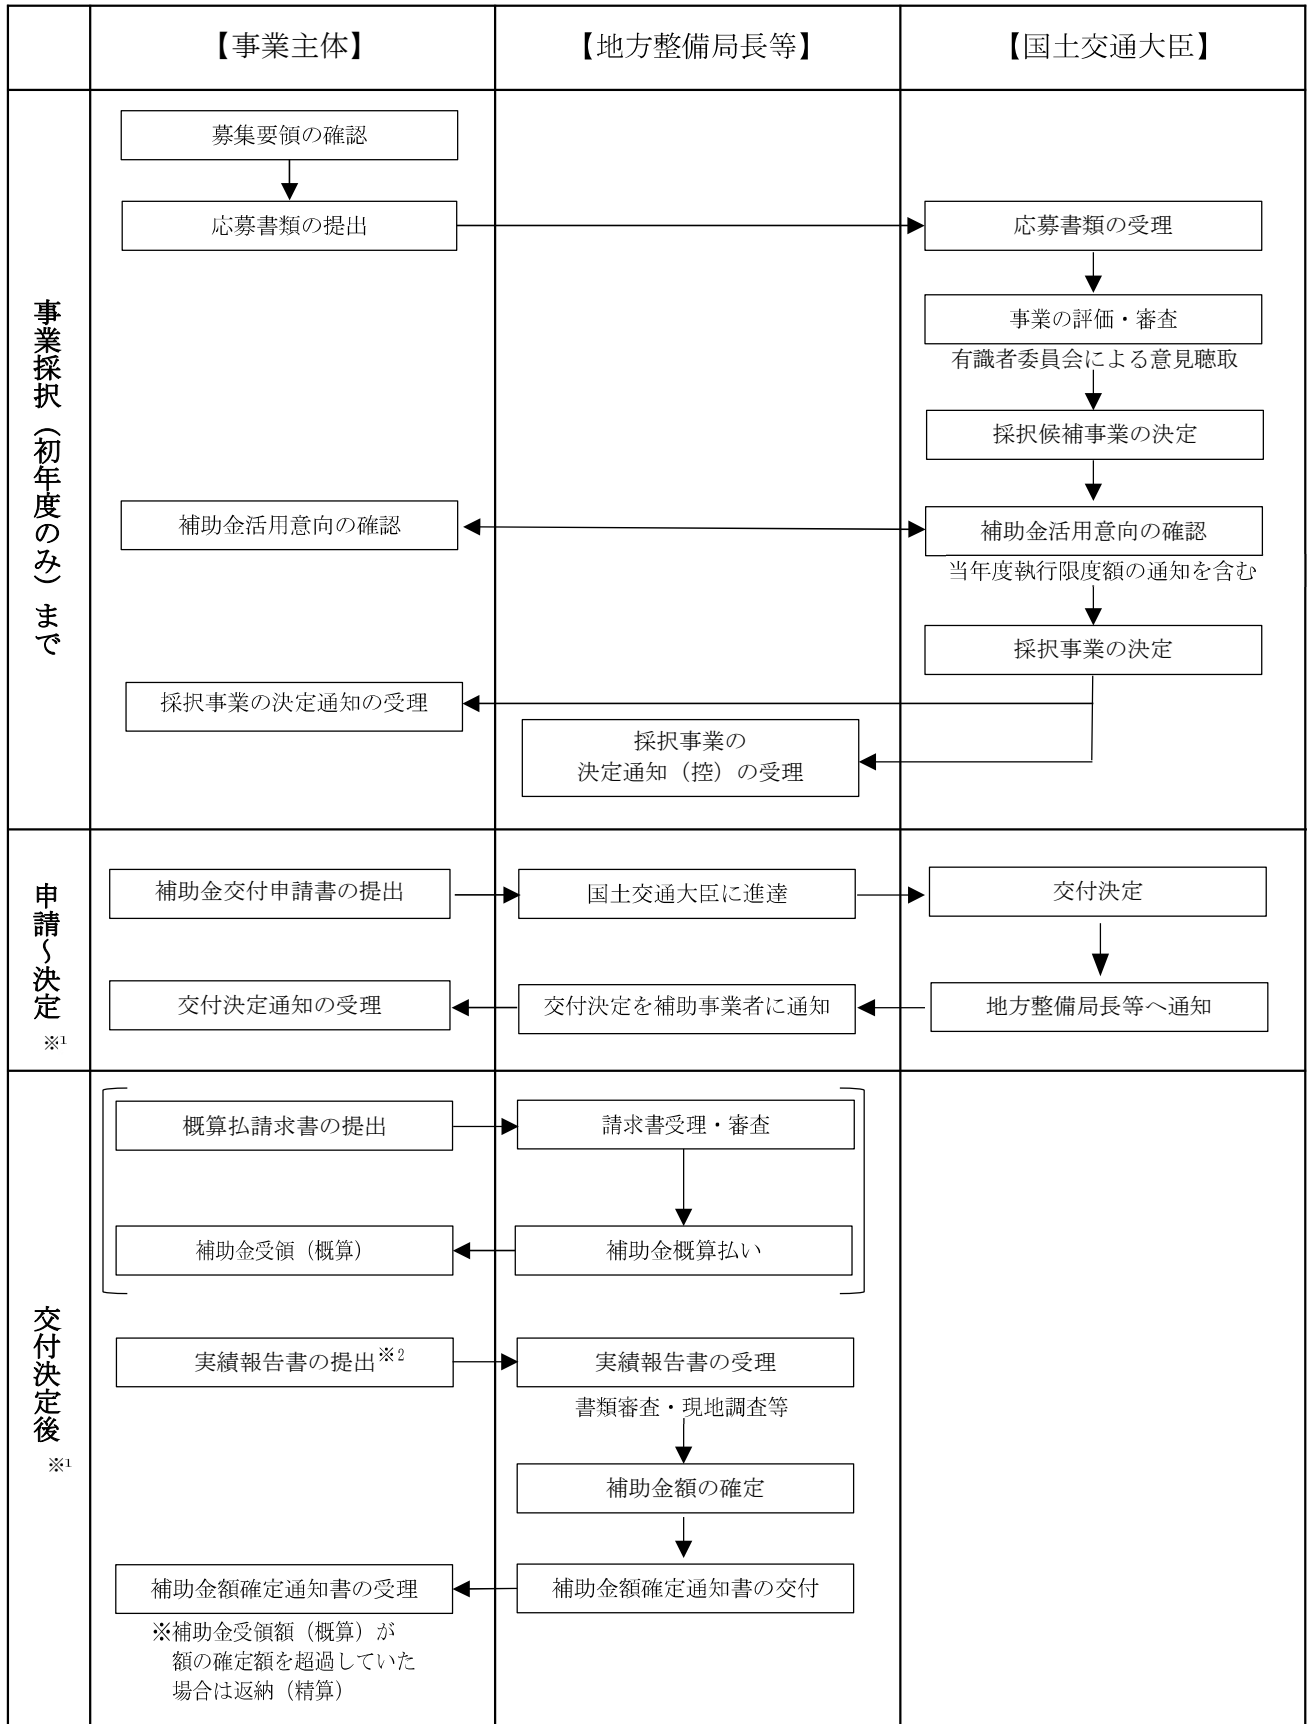 【事業主体】
【地方整備局長等】
【国土交通大臣】
事業採択（初年度のみ）まで
募集要領の確認
応募書類の提出
応募書類の受理
事業の評価・審査
有識者委員会による意見聴取
採択候補事業の決定
補助金活用意向の確認
補助金活用意向の確認
当年度執行限度額の通知を含む
採択事業の決定
採択事業の決定通知の受理
採択事業の
決定通知（控）の受理
申請～決定
※1
補助金交付申請書の提出
国土交通大臣に進達
交付決定
交付決定通知の受理
交付決定を補助事業者に通知
地方整備局長等へ通知
交付決定後
※1
概算払請求書の提出
請求書受理・審査
補助金受領（概算）
補助金概算払い
実績報告書の提出※2
実績報告書の受理
書類審査・現地調査等
補助金額の確定
補助金額確定通知書の受理
補助金額確定通知書の交付
※補助金受領額（概算）が
額の確定額を超過していた
場合は返納（精算）